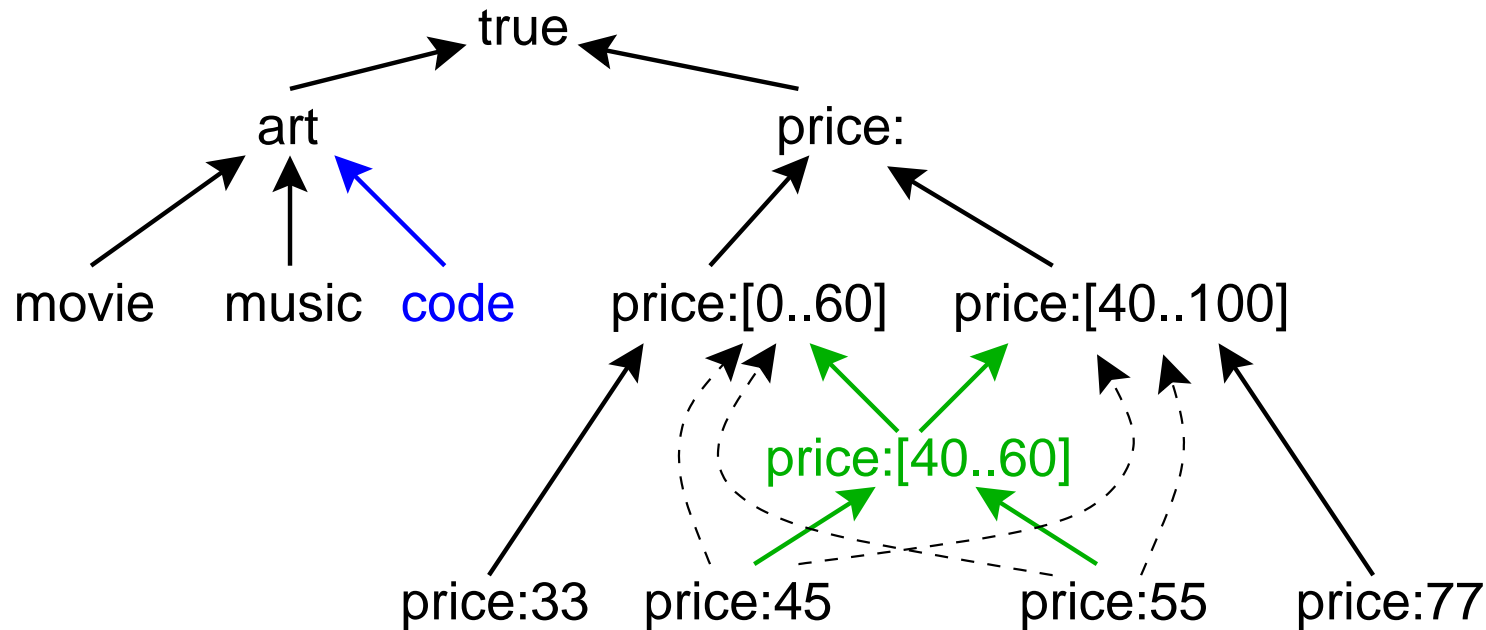 true
art price:
movie music code price:[0..60] price:[40..100]
price:[40..60]
price:33 price:45 price:55 price:77